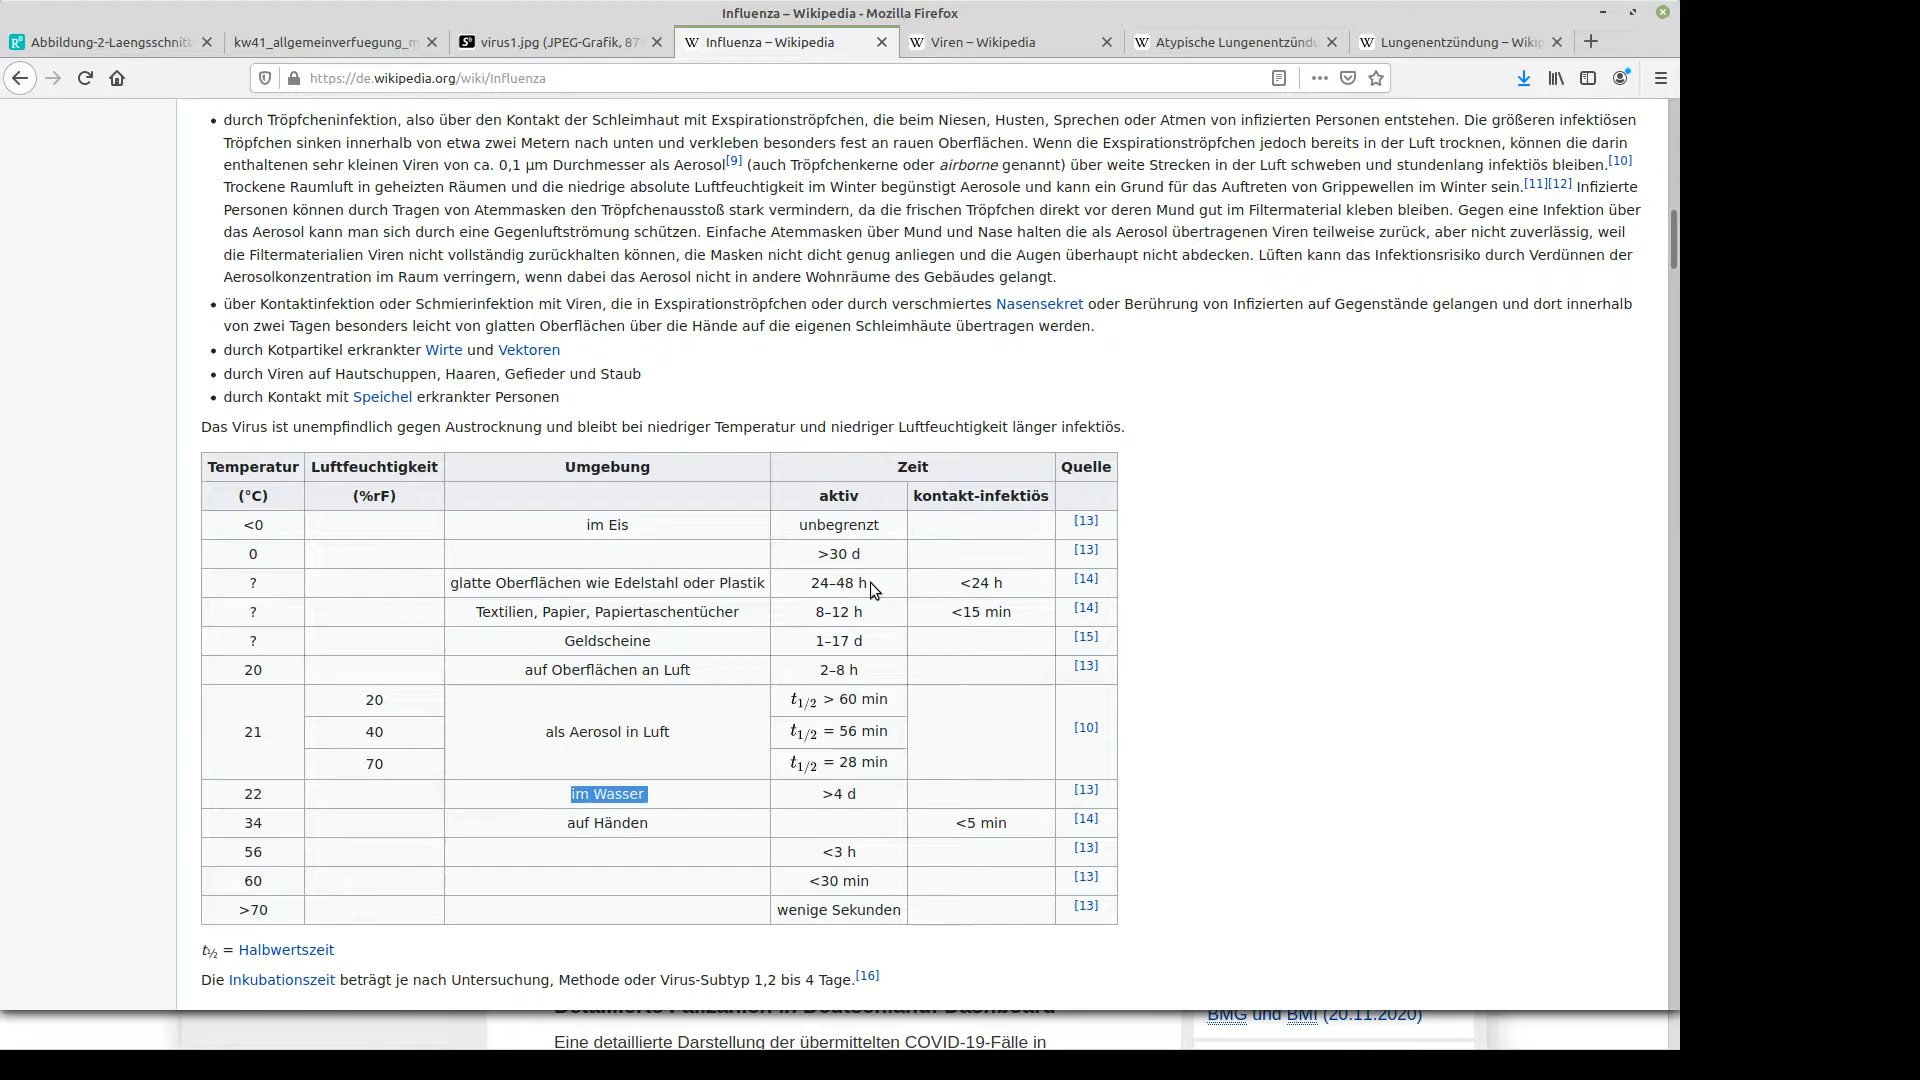 Influenza – Wikipedia - Mozilla Firefox
Abbildung-2-Laengsschnitt
kw41_allgemeinverfuegung_m
virus1.jpg (JPEG-Grafik, 87
Influenza – Wikipedia
Viren – Wikipedia
Atypische Lungenentzünd
Lungenentzündung – Wikip
https://de.wikipedia.org/wiki/Influenza
• durch Tröpfcheninfektion, also über den Kontakt der Schleimhaut mit Exspirationströpfchen, die beim Niesen, Husten, Sprechen oder Atmen von infizierten Personen entstehen. Die größeren infektiösen
Tröpfchen sinken innerhalb von etwa zwei Metern nach unten und verkleben besonders fest an rauen Oberflächen. Wenn die Exspirationströpfchen jedoch bereits in der Luft trocknen, können die darin
enthaltenen sehr kleinen Viren von ca. 0,1 µm Durchmesser als Aerosol[9] (auch Tröpfchenkerne oder airborne genannt) über weite Strecken in der Luft schweben und stundenlang infektiös bleiben.[10]
Trockene Raumluft in geheizten Räumen und die niedrige absolute Luftfeuchtigkeit im Winter begünstigt Aerosole und kann ein Grund für das Auftreten von Grippewellen im Winter sein.[11][12] Infizierte
Personen können durch Tragen von Atemmasken den Tröpfchenausstoß stark vermindern, da die frischen Tröpfchen direkt vor deren Mund gut im Filtermaterial kleben bleiben. Gegen eine Infektion über
das Aerosol kann man sich durch eine Gegenluftströmung schützen. Einfache Atemmasken über Mund und Nase halten die als Aerosol übertragenen Viren teilweise zurück, aber nicht zuverlässig, weil
die Filtermaterialien Viren nicht vollständig zurückhalten können, die Masken nicht dicht genug anliegen und die Augen überhaupt nicht abdecken. Lüften kann das Infektionsrisiko durch Verdünnen der
Aerosolkonzentration im Raum verringern, wenn dabei das Aerosol nicht in andere Wohnräume des Gebäudes gelangt.
• über Kontaktinfektion oder Schmierinfektion mit Viren, die in Exspirationströpfchen oder durch verschmiertes Nasensekret oder Berührung von Infizierten auf Gegenstände gelangen und dort innerhalb
von zwei Tagen besonders leicht von glatten Oberflächen über die Hände auf die eigenen Schleimhäute übertragen werden.
• durch Kotpartikel erkrankter Wirte und Vektoren
• durch Viren auf Hautschuppen, Haaren, Gefieder und Staub
• durch Kontakt mit Speichel erkrankter Personen
Das Virus ist unempfindlich gegen Austrocknung und bleibt bei niedriger Temperatur und niedriger Luftfeuchtigkeit länger infektiös.
Temperatur Luftfeuchtigkeit Umgebung Zeit Quelle
(°C) (%rF) aktiv kontakt-infektiös
<0 im Eis unbegrenzt [13]
0 >30 d [13]
? glatte Oberflächen wie Edelstahl oder Plastik 24–48 h <24 h [14]
? Textilien, Papier, Papiertaschentücher 8–12 h <15 min [14]
? Geldscheine 1–17 d [15]
20 auf Oberflächen an Luft 2–8 h [13]
20 t1/2 > 60 min
21 40 als Aerosol in Luft t1/2 = 56 min [10]
70 t1/2 = 28 min
22 im Wasser >4 d [13]
34 auf Händen <5 min [14]
56 <3 h [13]
60 <30 min [13]
>70 wenige Sekunden [13]
t½ = Halbwertszeit
Die Inkubationszeit beträgt je nach Untersuchung, Methode oder Virus-Subtyp 1,2 bis 4 Tage.[16]
BMG und BMI (20.11.2020)
Eine detaillierte Darstellung der übermittelten COVID-19-Fälle in